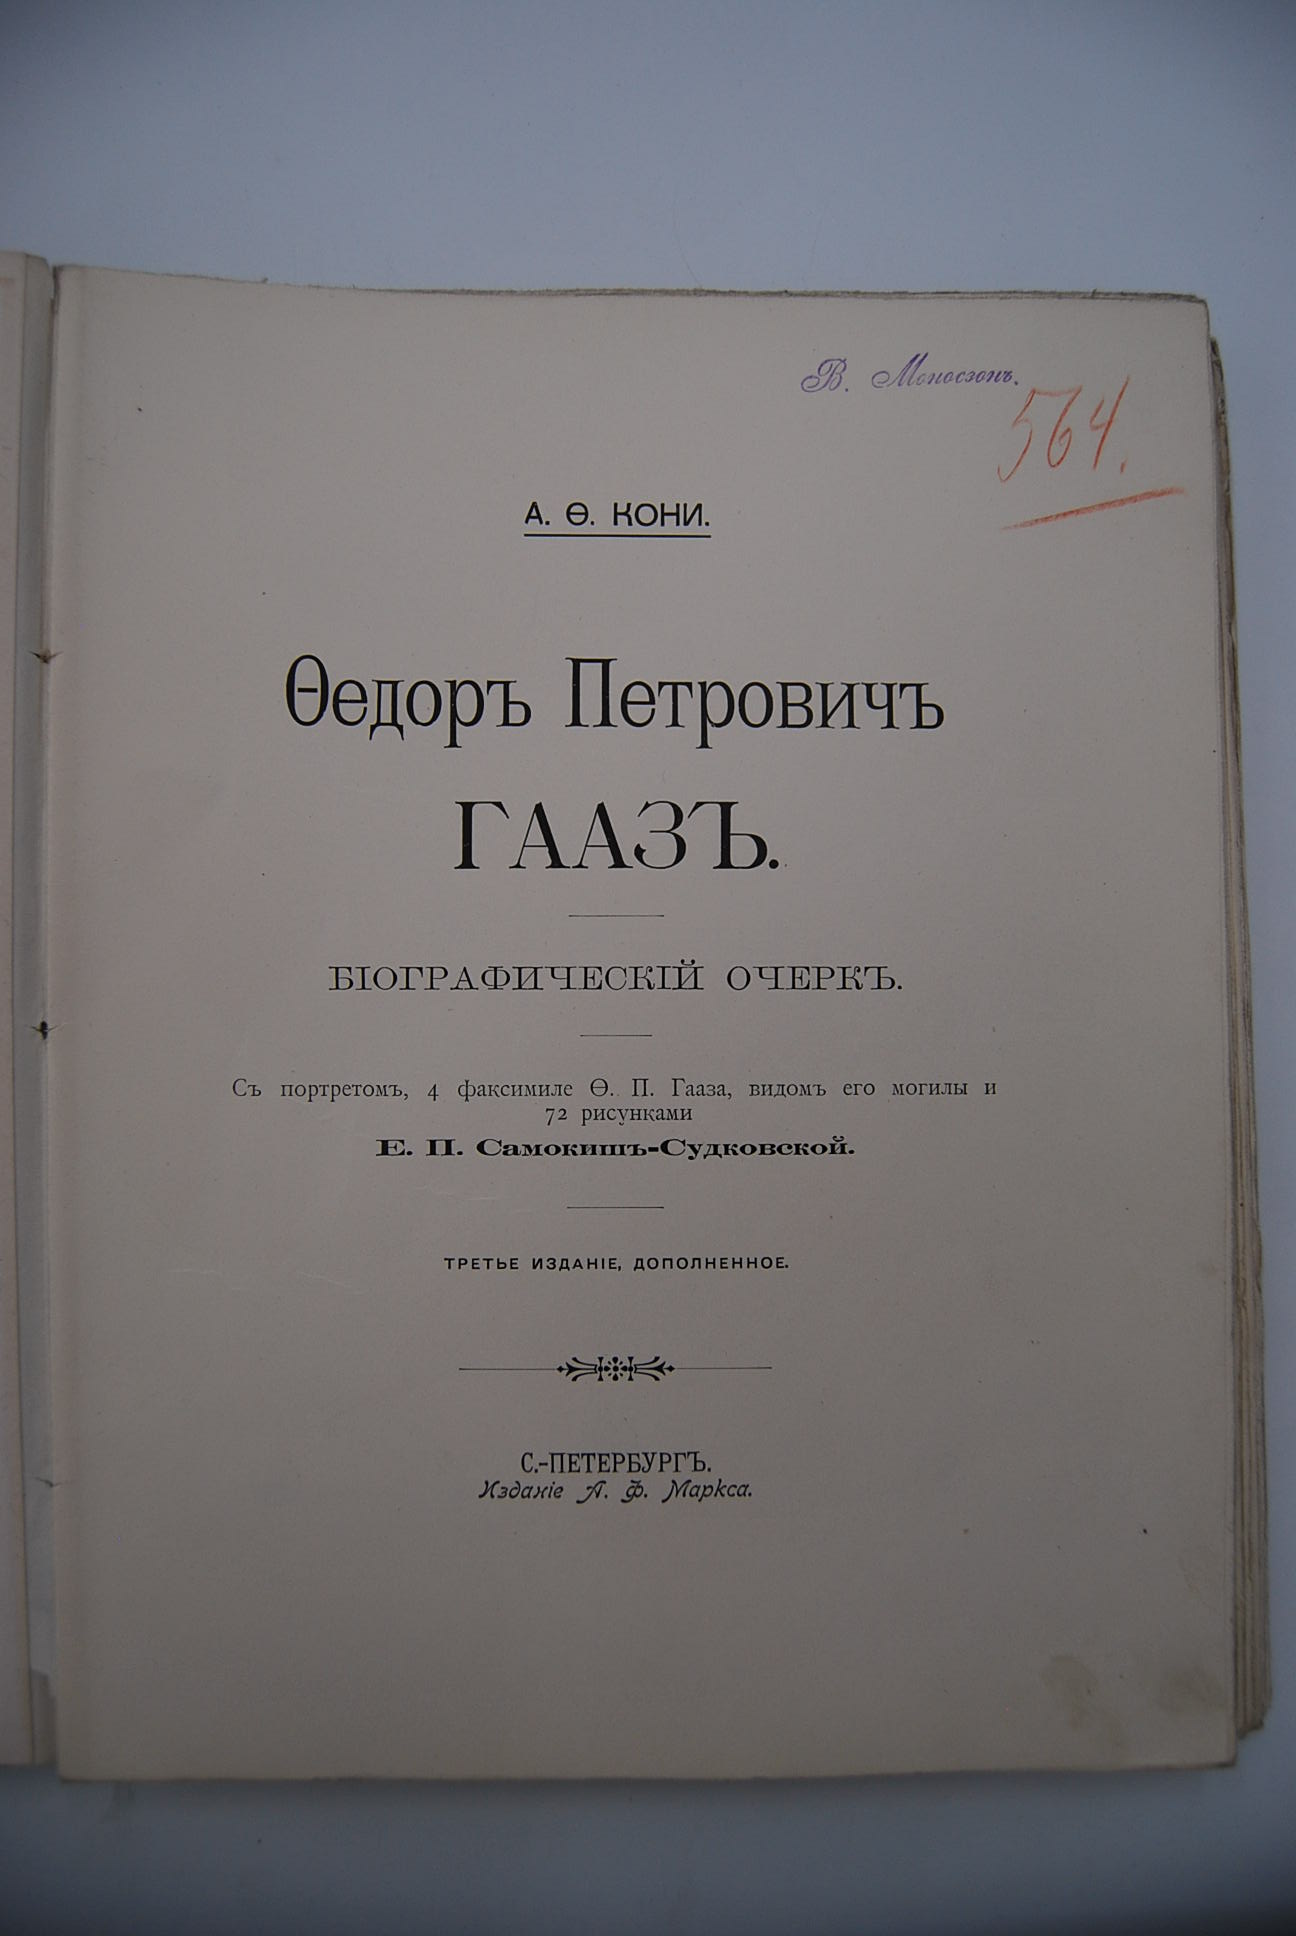 В. Моносзонъ.
564.
А. Ѳ. КОНИ.
Ѳедоръ Петровичъ
ГААЗЪ.
БІОГРАФИЧЕСКІЙ ОЧЕРКЪ.
Съ портретомъ, 4 факсимиле Ѳ. П. Гааза, видомъ его могилы и
72 рисунками
Е. П. Самокишъ-Судковской.
ТРЕТЬЕ ИЗДАНІЕ, ДОПОЛНЕННОЕ.
С.-ПЕТЕРБУРГЪ.
Изданіе А. Ф. Маркса.